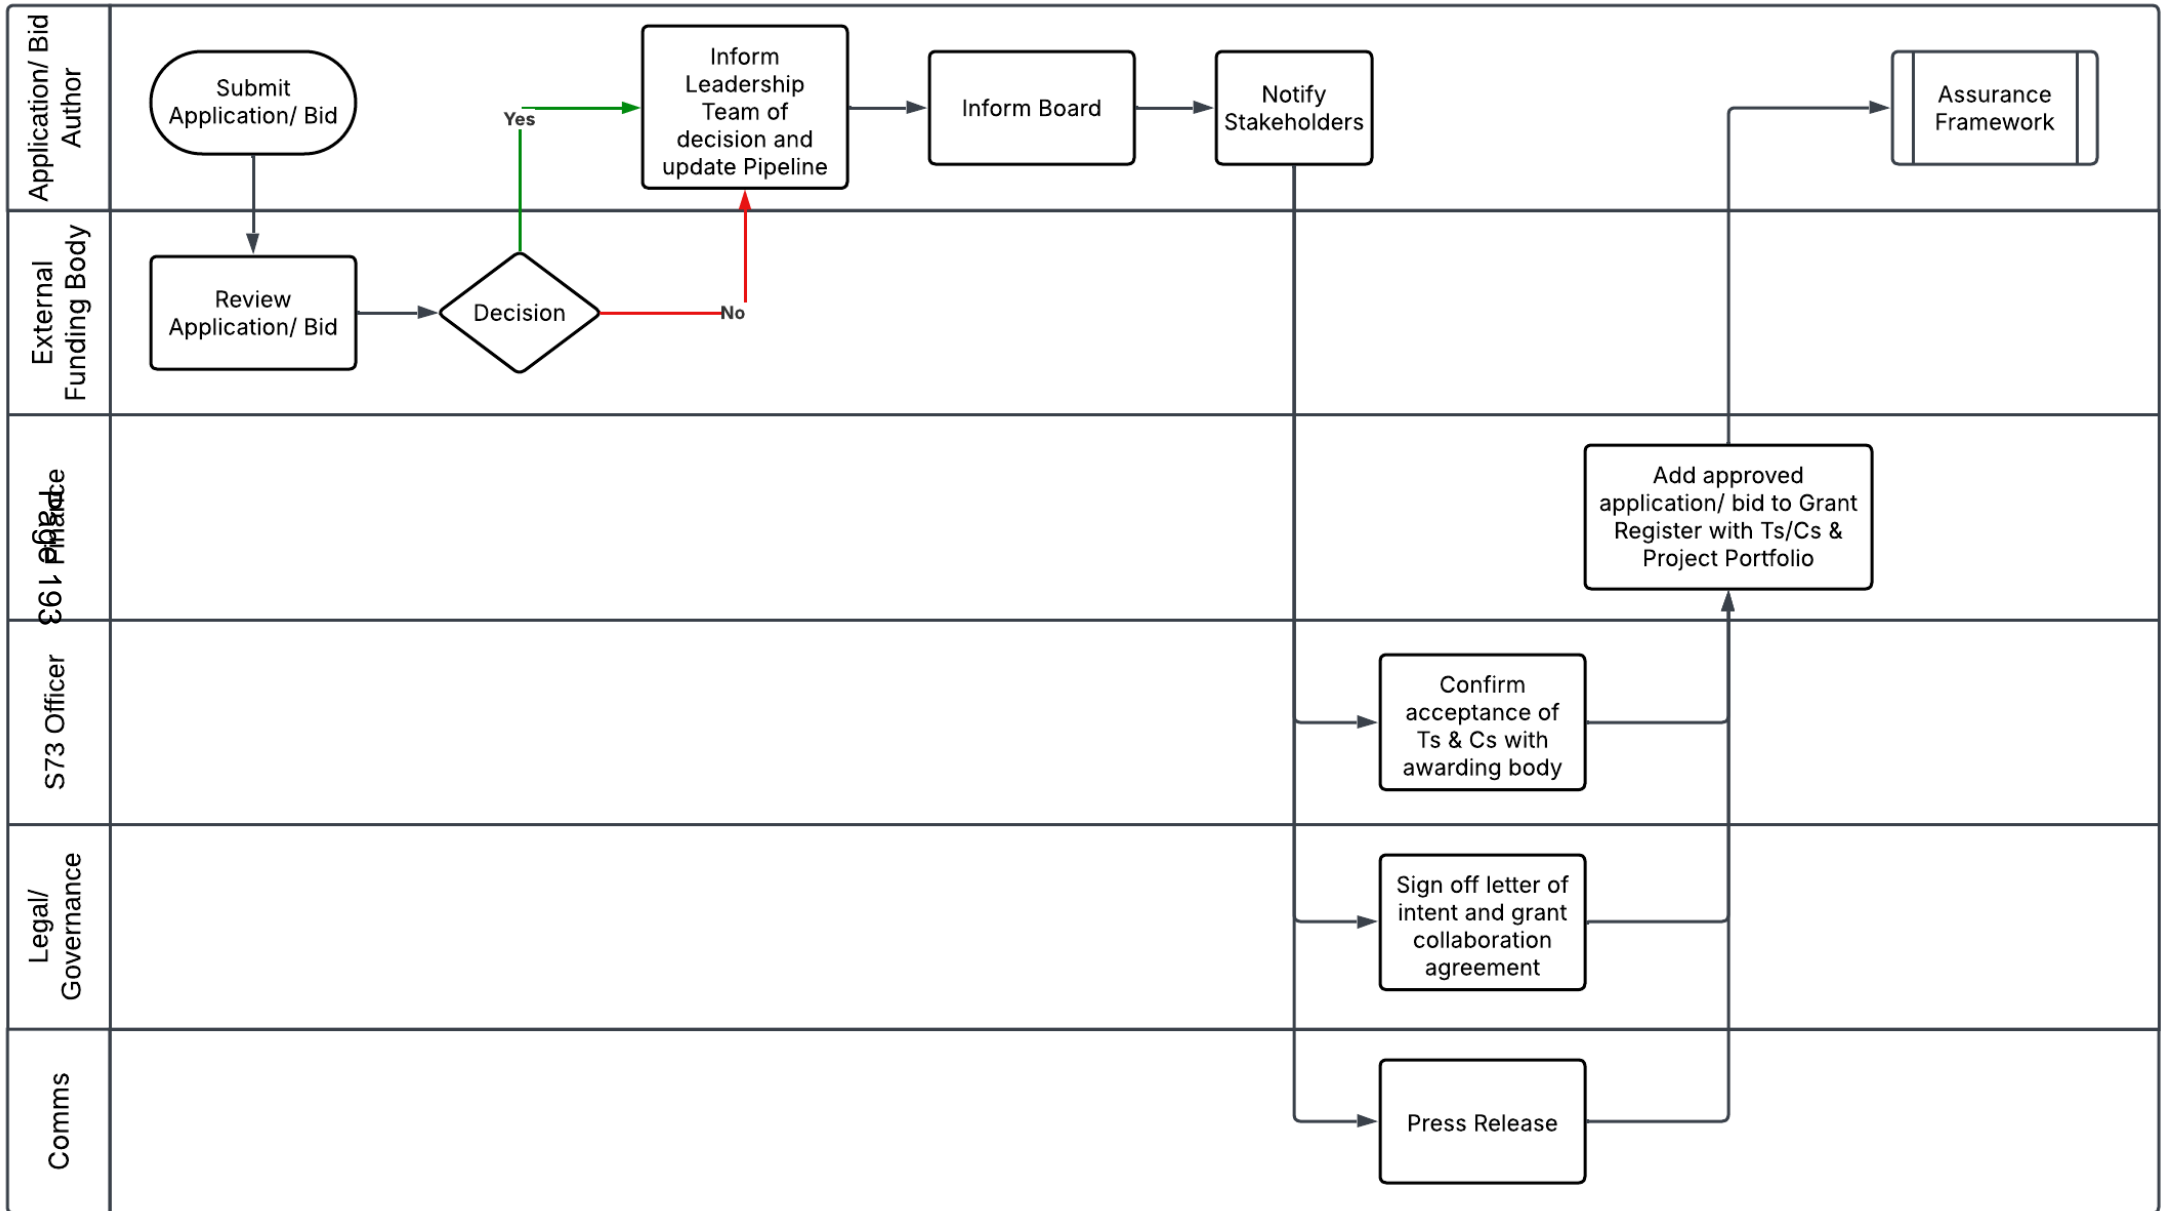 Application/ Bid
Author
Submit
Application/ Bid
Yes
Inform
Leadership
Team of
decision and
update Pipeline
Inform Board
Notify
Stakeholders
Assurance
Framework
External
Funding Body
Review
Application/ Bid
Decision
No
Finance
Page 193
Add approved
application/ bid to Grant
Register with Ts/Cs &
Project Portfolio
S73 Officer
Confirm
acceptance of
Ts & Cs with
awarding body
Legal/
Governance
Sign off letter of
intent and grant
collaboration
agreement
Comms
Press Release